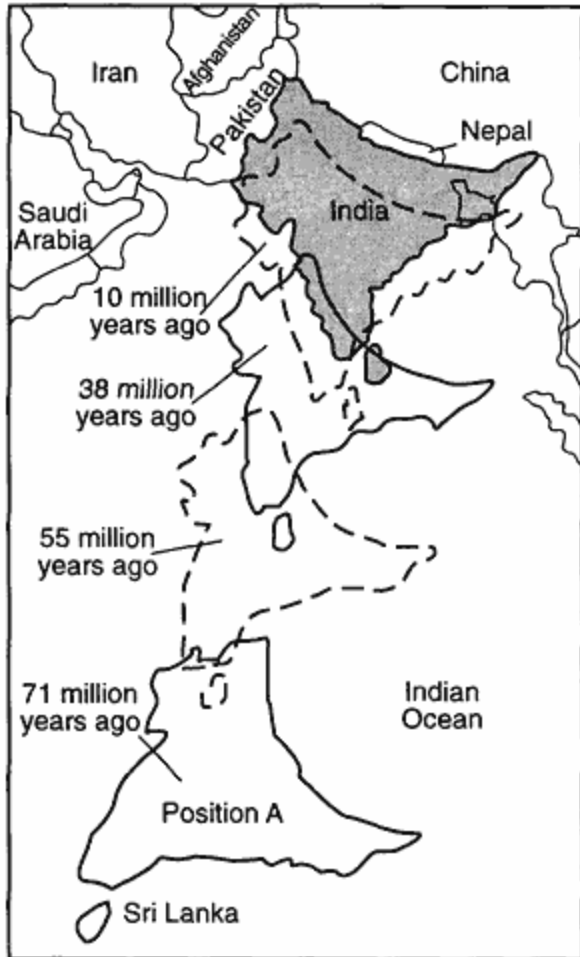 Iran
Afghanistan
China
Pakistan
Nepal
Saudi
Arabia
India
10 million
years ago
38 million
years ago
55 million
years ago
71 million
years ago
Indian
Ocean
Position A
Sri Lanka